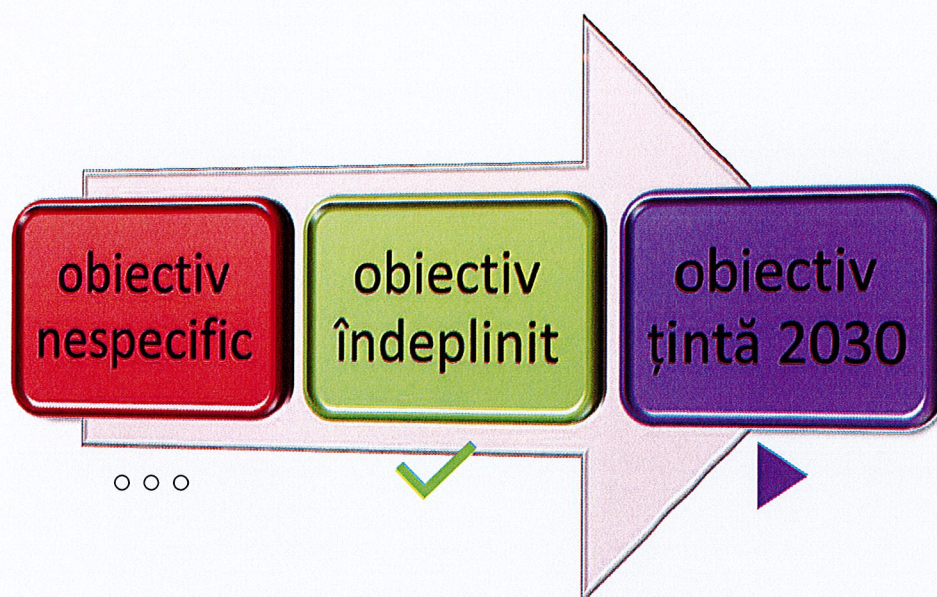 obiectiv
nespecific
obiectiv
îndeplinit
obiectiv
țintă 2030